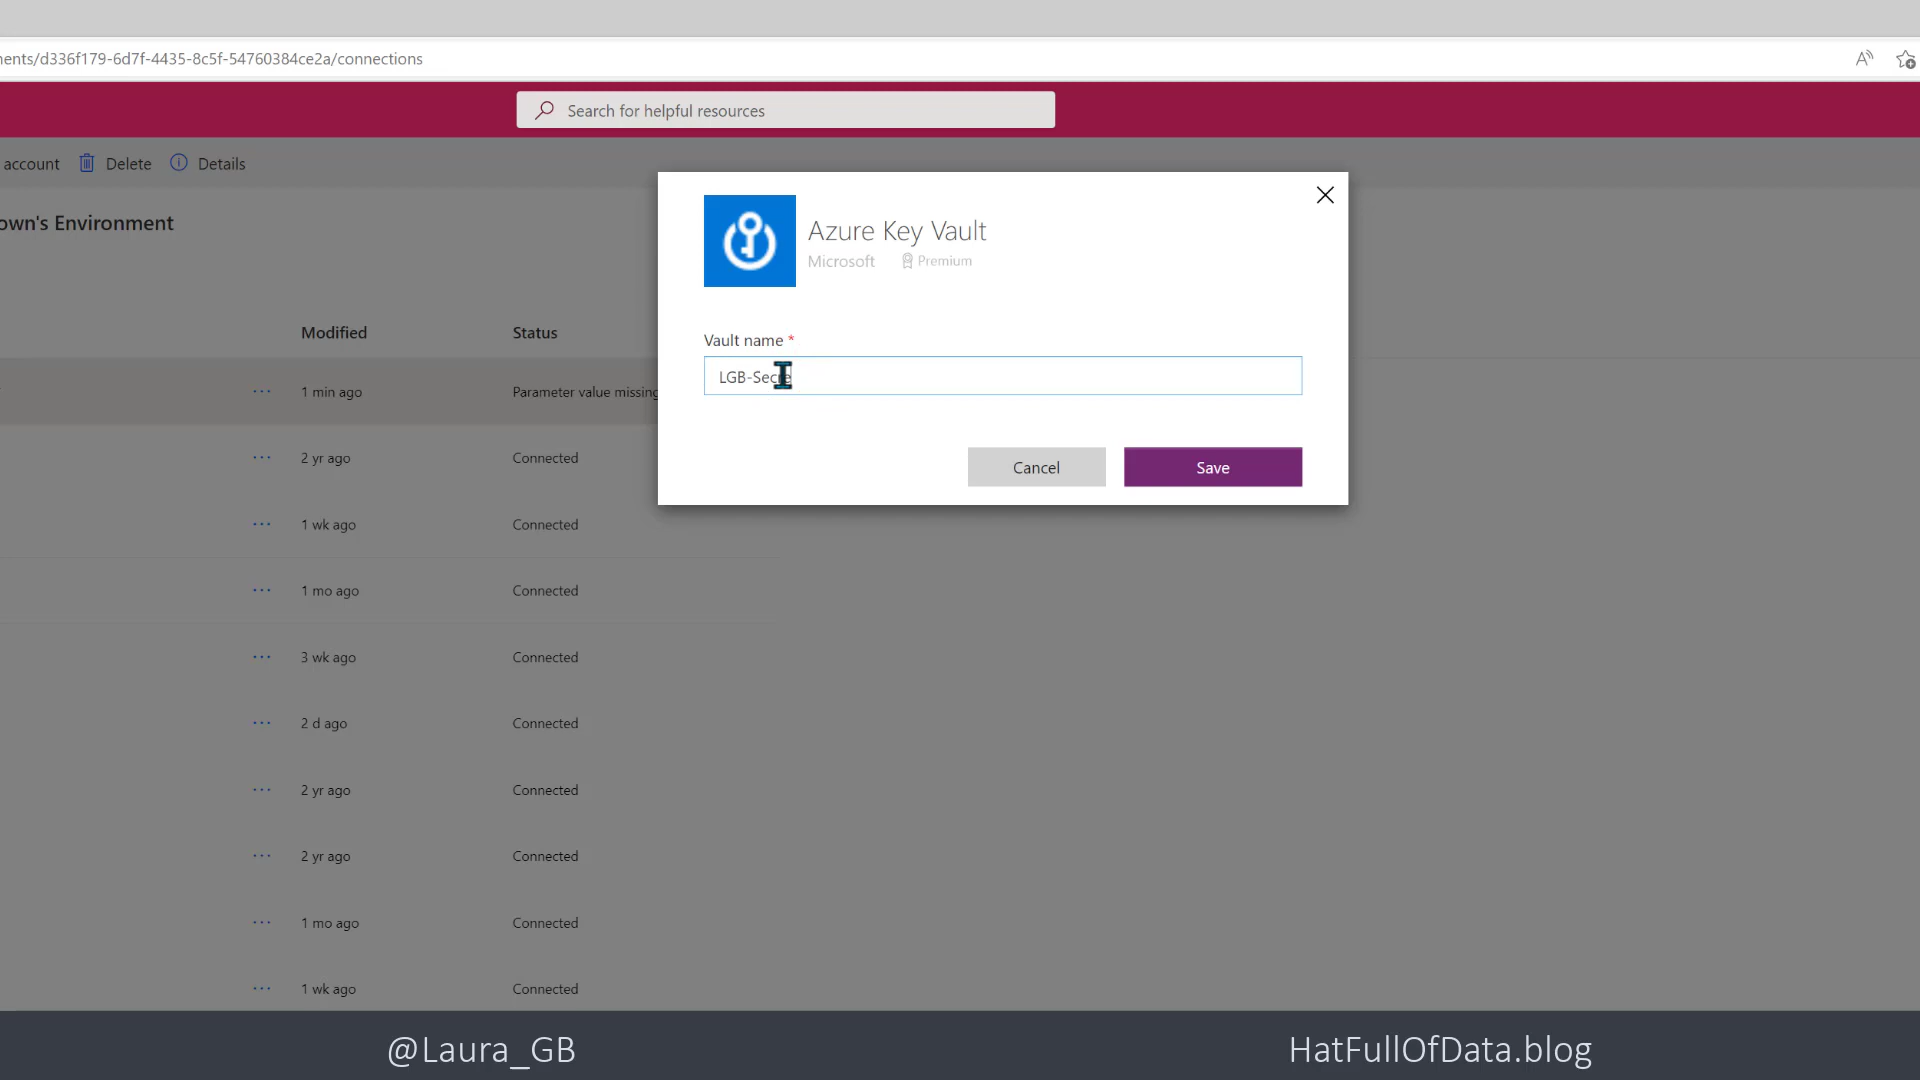 nents/d336f179-6d7f-4435-8c5f-54760384ce2a/connections
Search for helpful resources
account Delete Details
own's Environment
Azure Key Vault
Microsoft Premium
Vault name *
LGB-Secre
Cancel Save
Modified Status
1 min ago Parameter value missing
2 yr ago Connected
1 wk ago Connected
1 mo ago Connected
3 wk ago Connected
2 d ago Connected
2 yr ago Connected
2 yr ago Connected
1 mo ago Connected
1 wk ago Connected
@Laura_GB HatFullOfData.blog